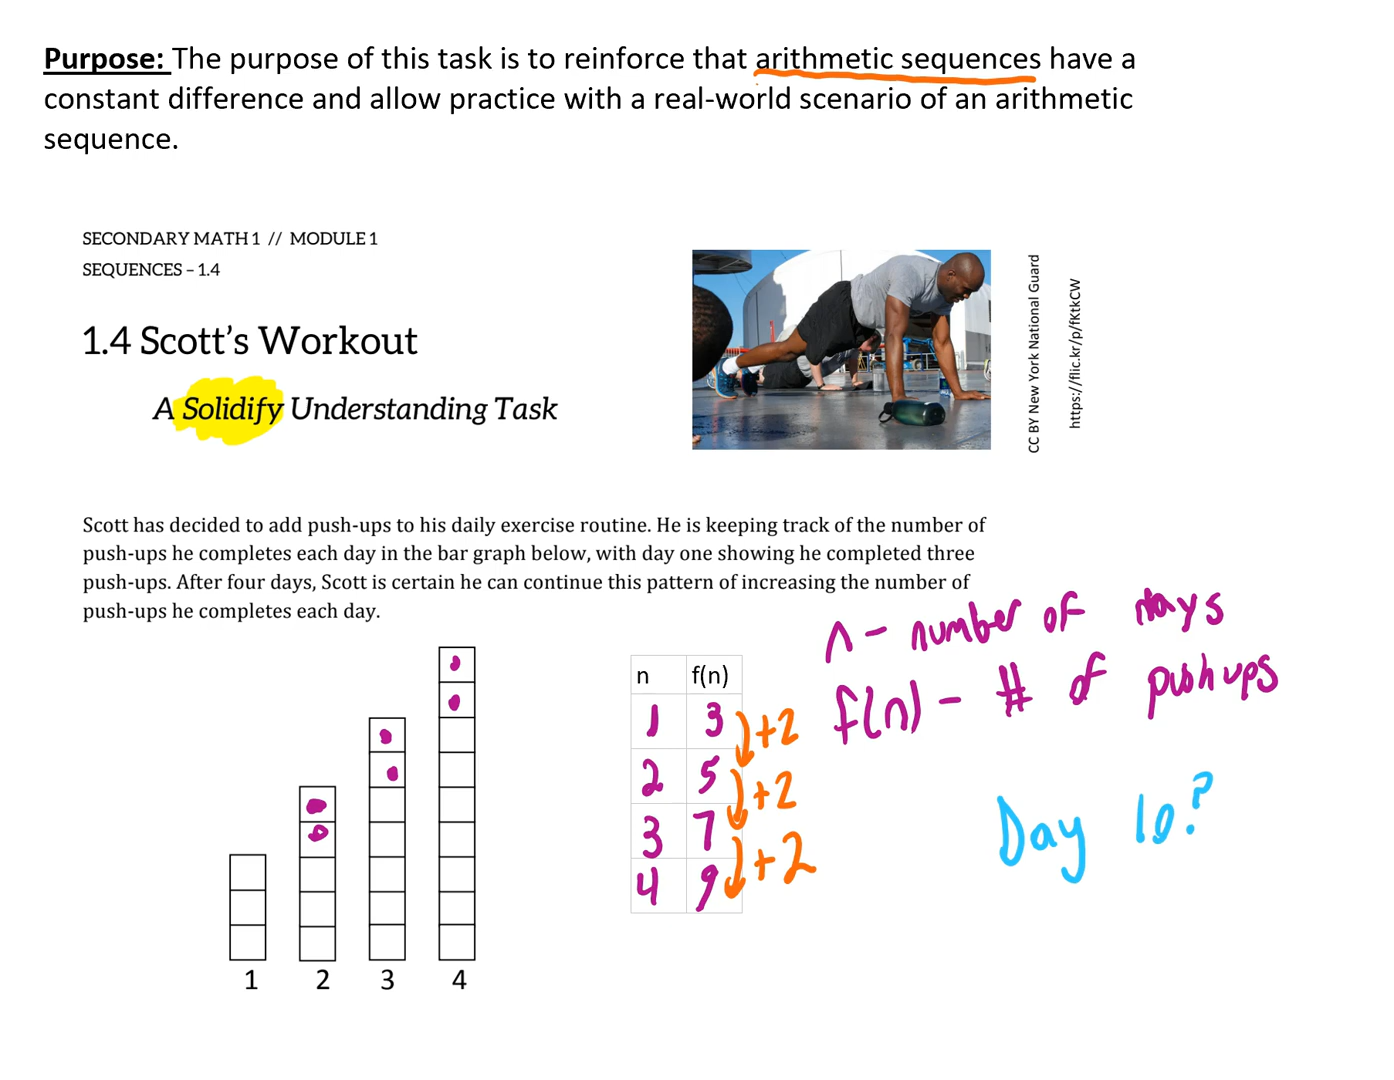 Purpose: The purpose of this task is to reinforce that arithmetic sequences have a
constant difference and allow practice with a real-world scenario of an arithmetic
sequence.
SECONDARY MATH 1 // MODULE 1
SEQUENCES – 1.4
1.4 Scott’s Workout
A Solidify Understanding Task
CC BY New York National Guard
https://flic.kr/p/fKtkCW
Scott has decided to add push-ups to his daily exercise routine. He is keeping track of the number of
push-ups he completes each day in the bar graph below, with day one showing he completed three
push-ups. After four days, Scott is certain he can continue this pattern of increasing the number of
push-ups he completes each day.
n – number of days
f(n) – # of pushups
n f(n)
1 3
+2
2 5
+2
3 7
+2
4 9
Day 10?
1 2 3 4